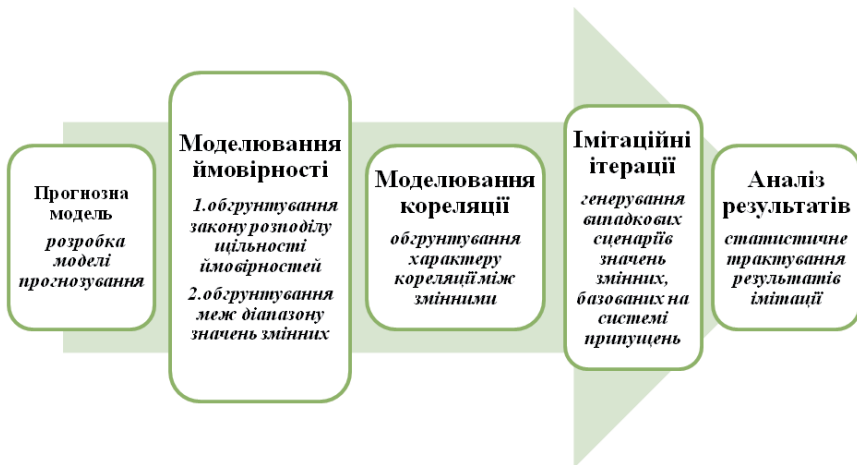 Прогнозна
модель
розробка
моделі
прогнозування
Моделювання
ймовірності
1.обгрунтування
закону розподілу
щільності
ймовірностей
2.обгрунтування
меж діапазону
значень змінних
Моделювання
кореляції
обгрунтування
характеру
кореляції між
змінними
Імітаційні
ітерації
генерування
випадкових
сценаріїв
значень
змінних,
базованих на
системі
припущень
Аналіз
результатів
статистичне
трактування
результатів
імітації